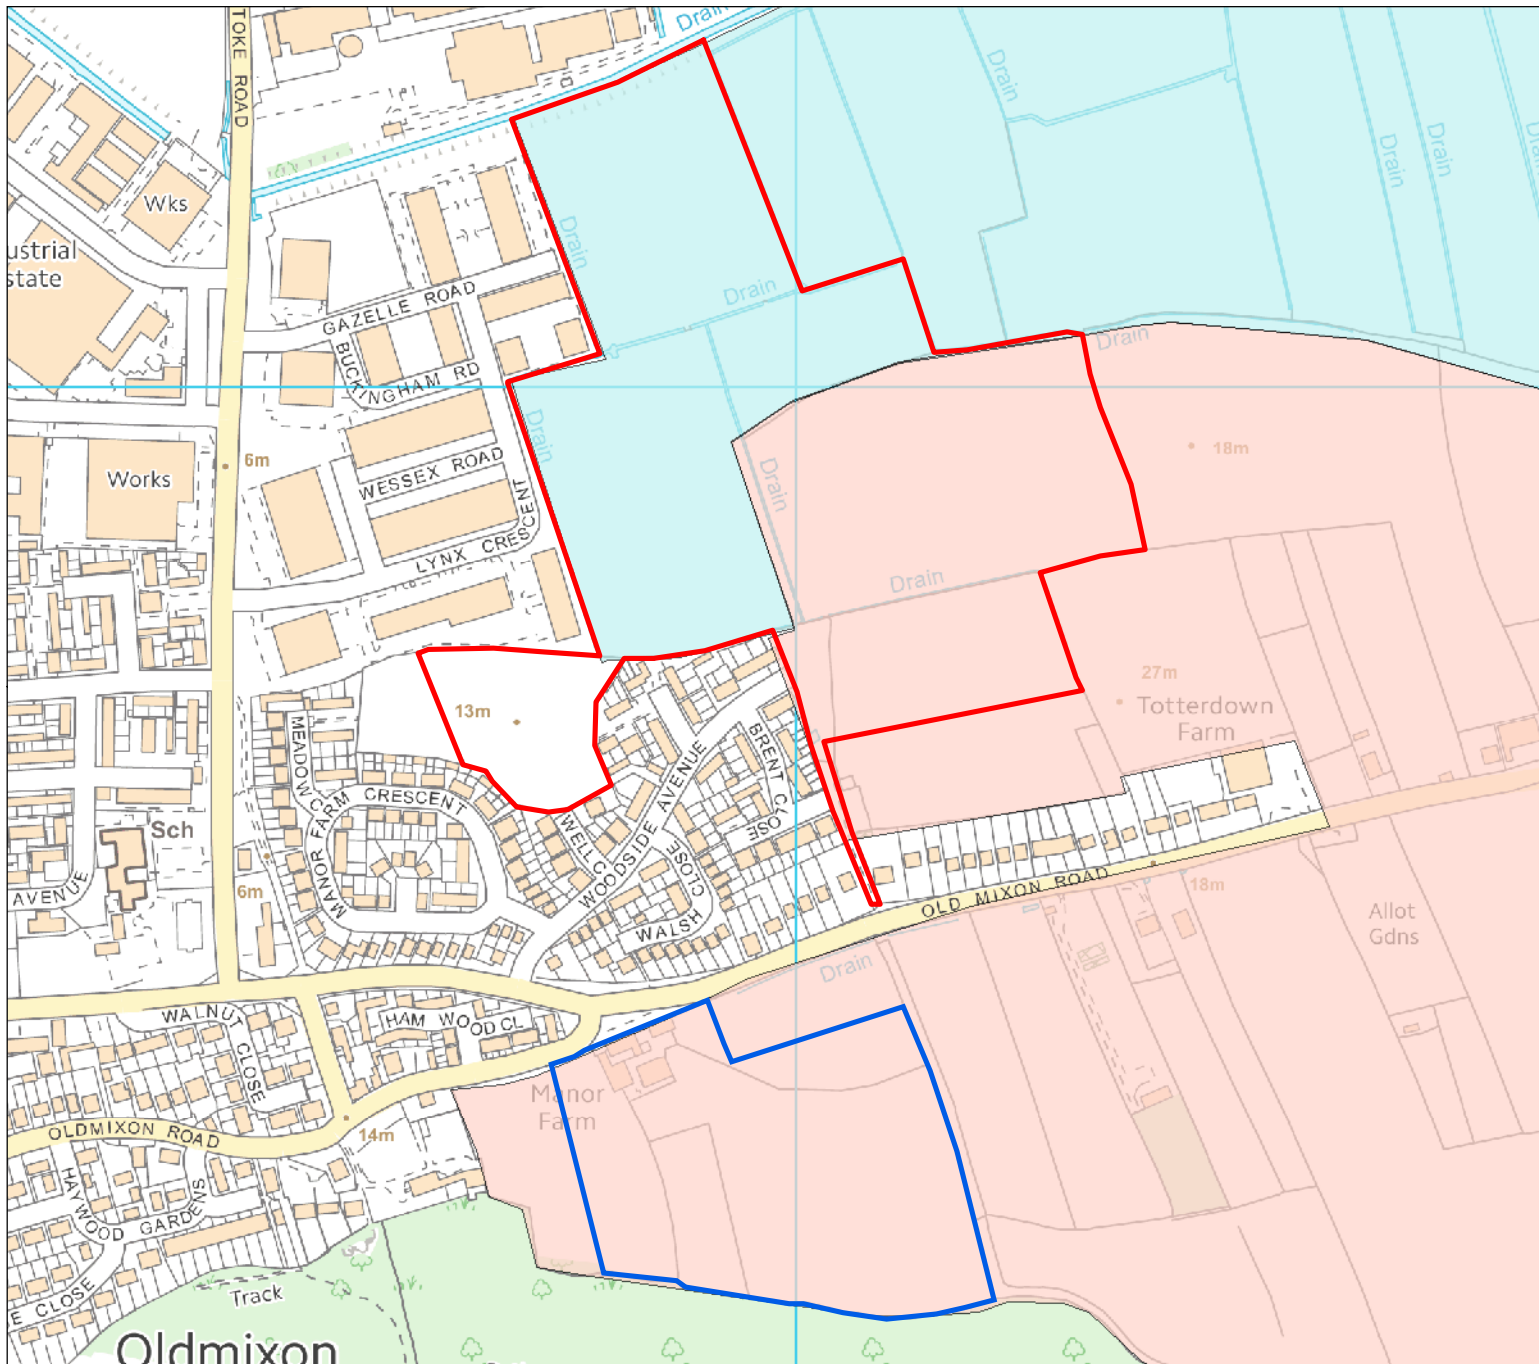 TOKE ROAD
Drain
Drain
Drain
Drain
Drain
Drain
Wks
ustrial
state
Drain
Drain
GAZELLE ROAD
Drain
BUCKINGHAM RD
Drain
6m
WESSEX ROAD
Works
Drain
18m
LYNX CRESCENT
Drain
13m
27m
Totterdown
Farm
MEADOW
BRENT CLOSE
MANOR FARM CRESCENT
WOODSIDE AVENUE
Sch
6m
AVENUE
WALSH CLOSE
OLD MIXON ROAD
18m
Allot
Gdns
Drain
WALNUT CLOSE
HAM WOOD CL
Manor
Farm
14m
OLDMIXON ROAD
HAYWOOD GARDENS
E CLOSE
Track
Oldmixon